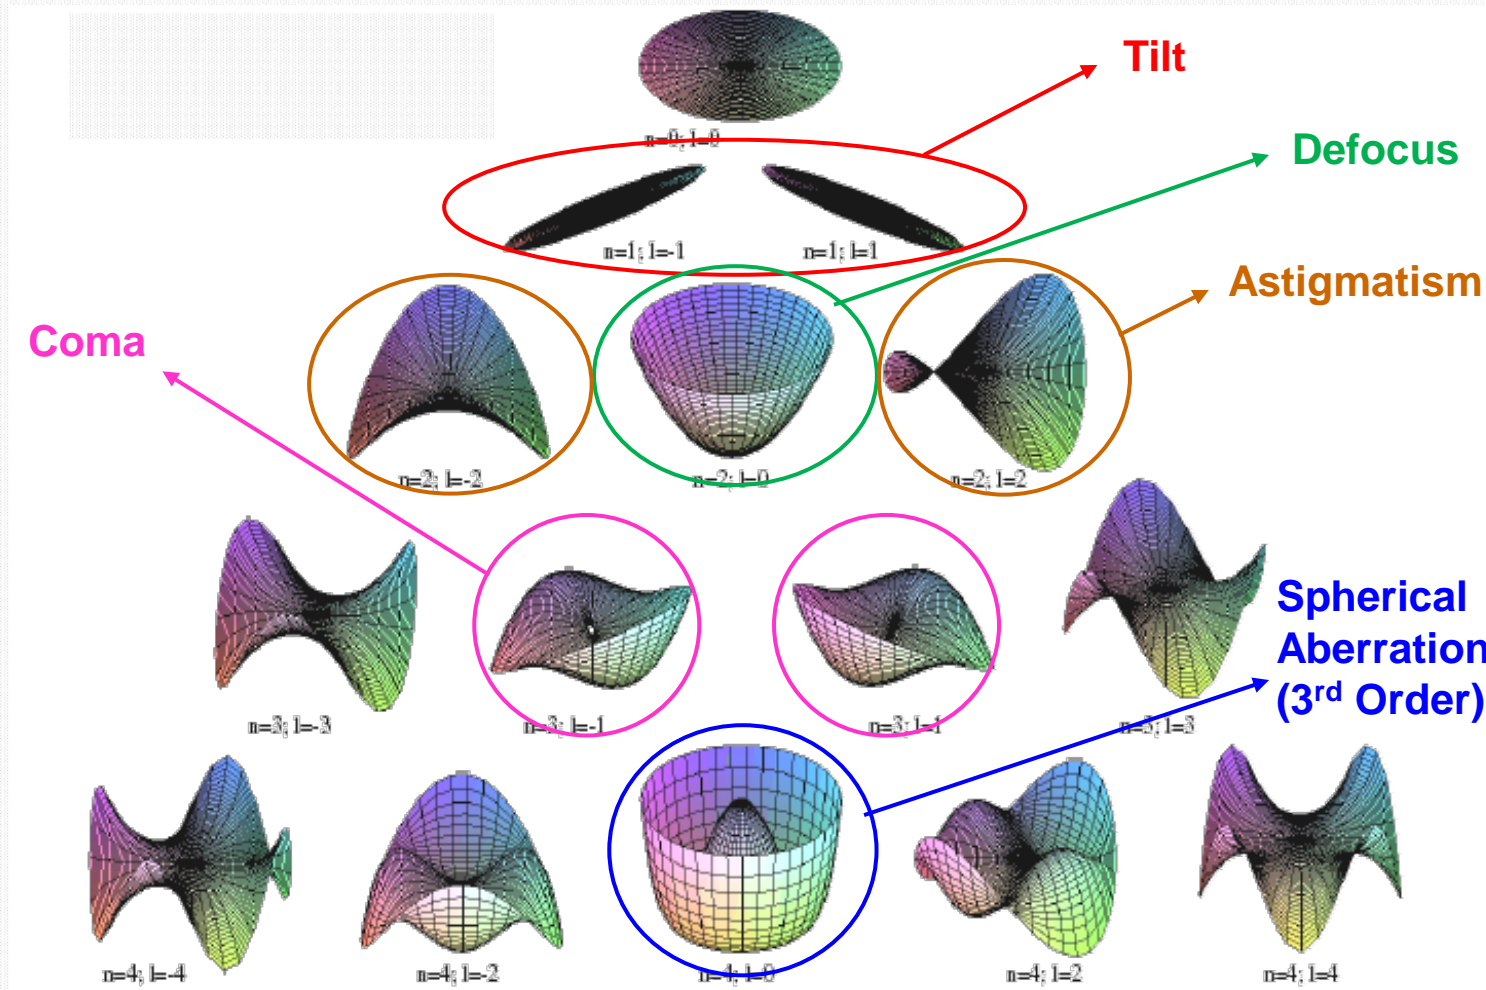 Tilt
n=0; l=0
Defocus
n=1; l=-1
n=1; l=1
Astigmatism
Coma
n=2; l=-2
n=2; l=0
n=2; l=2
Spherical
Aberration
(3rd Order)
n=3; l=-3
n=3; l=-1
n=3; l=1
n=3; l=3
n=4; l=-4
n=4; l=-2
n=4; l=0
n=4; l=2
n=4; l=4